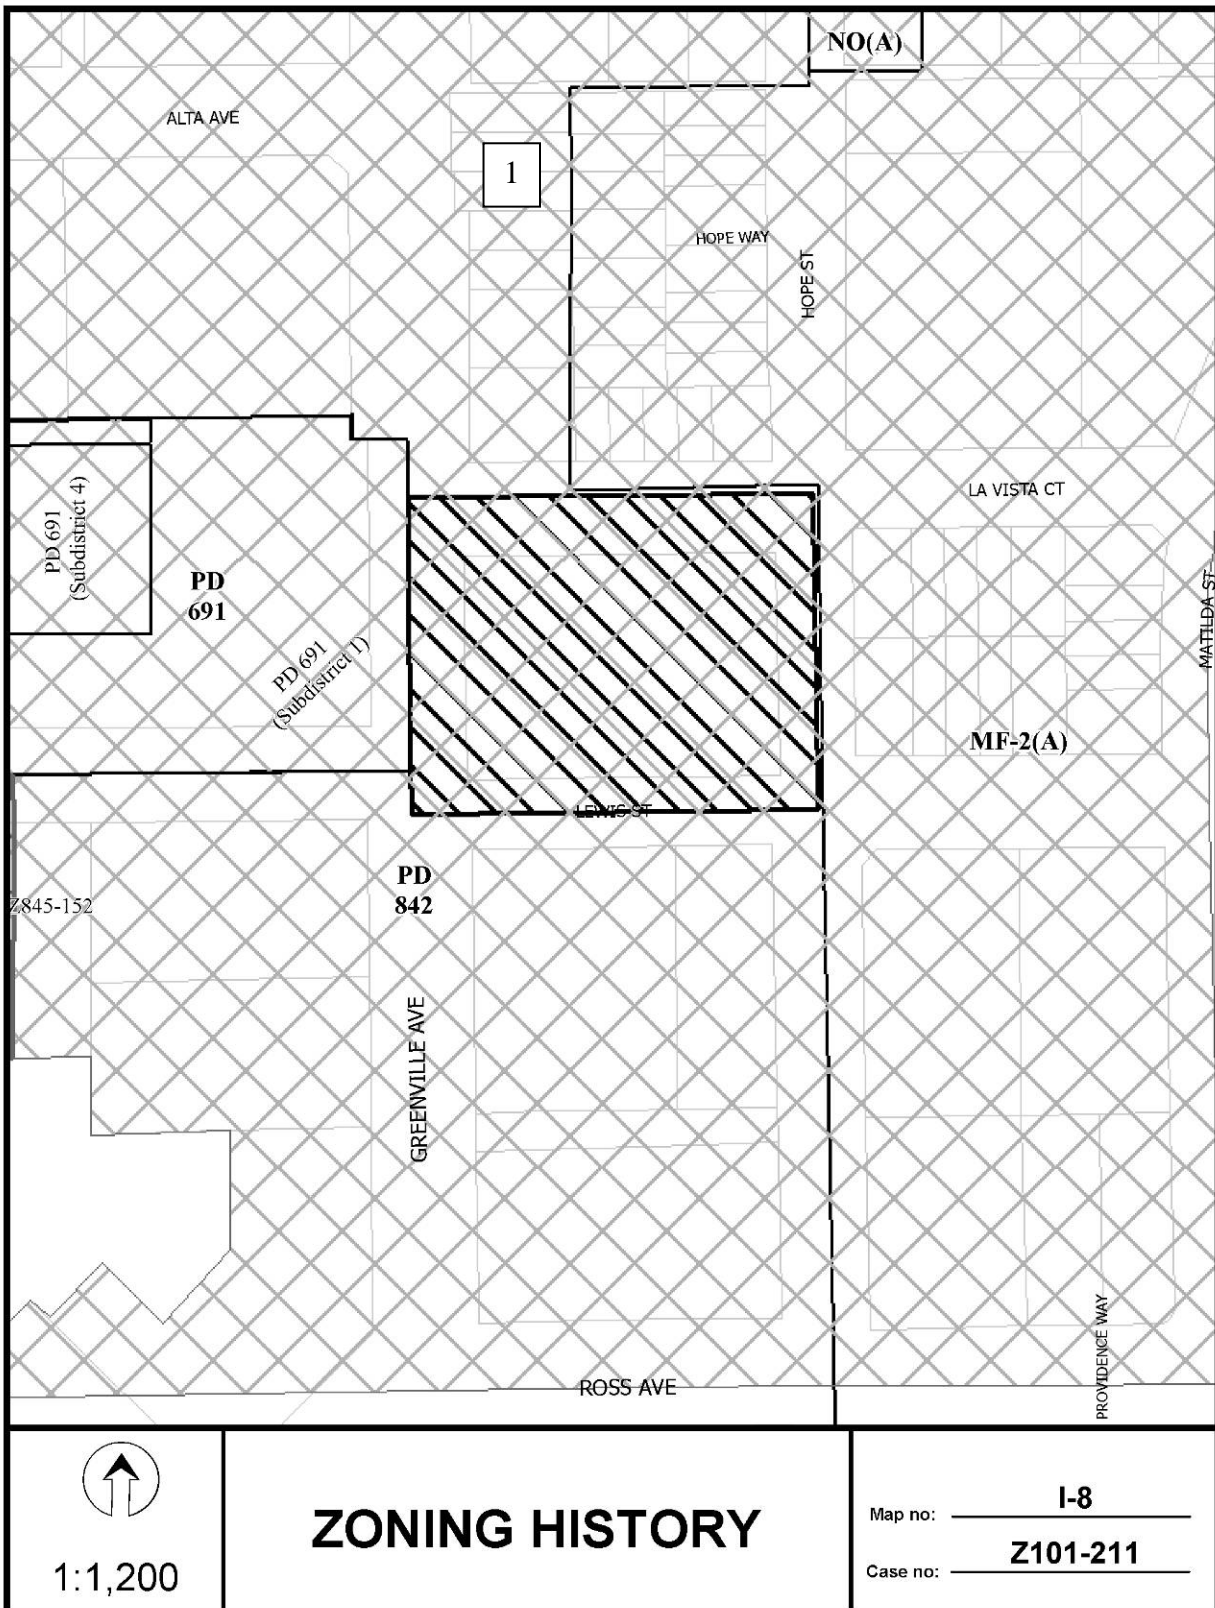 NO(A)
ALTA AVE
1
HOPE WAY
HOPE ST
LA VISTA CT
PD 691
(Subdistrict 4)
PD
691
PD 691
(Subdistrict 1)
MATILDA ST
MF-2(A)
LEWIS ST
PD
842
Z845-152
GREENVILLE AVE
PROVIDENCE WAY
ROSS AVE
1:1,200
ZONING HISTORY
Map no: I-8
Case no: Z101-211